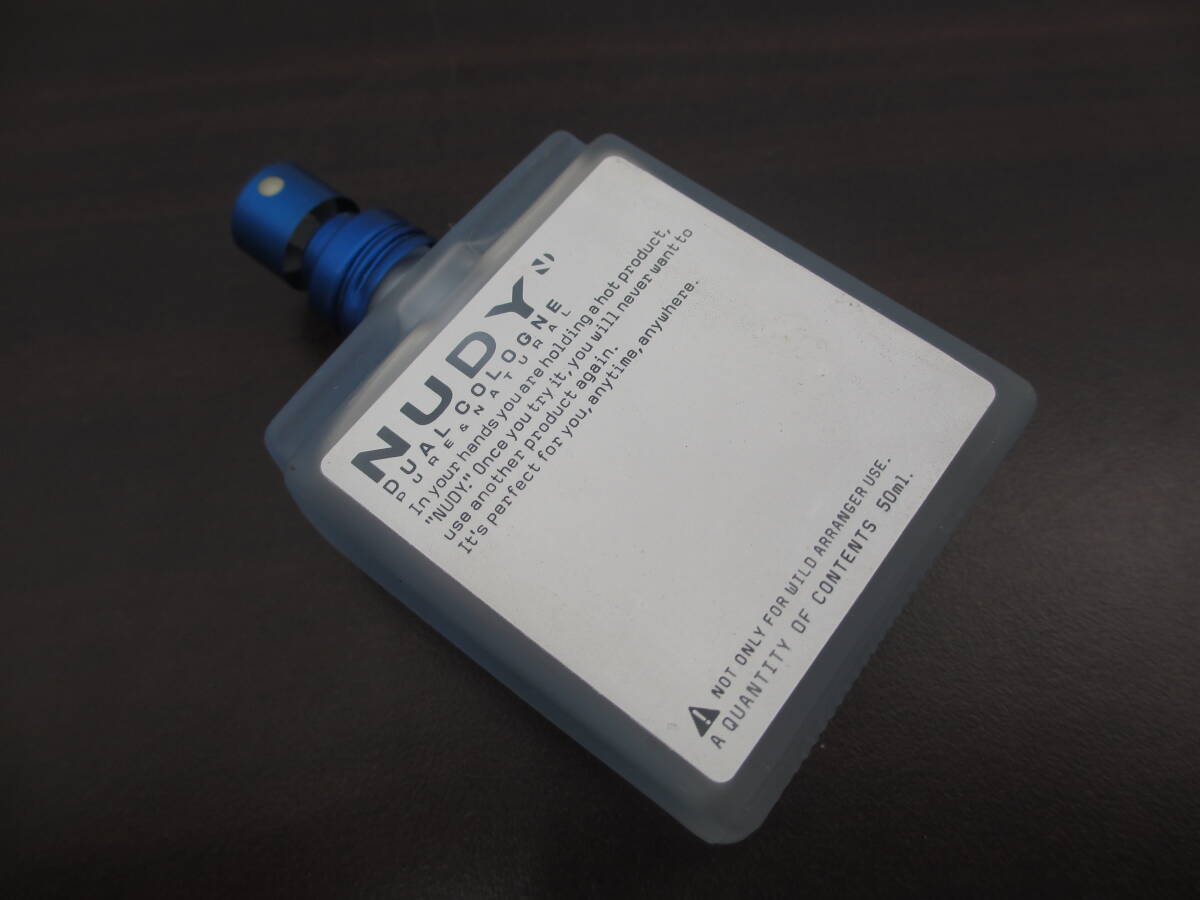 NUDY
DUAL COLOGNE
PURE & NATURAL
In your hands you are holding a hot product,
"NUDY." Once you try it, you will never want to
use another product again.
It's perfect for you, anytime, anywhere.
NOT ONLY FOR WILD ARRANGER USE.
A QUANTITY OF CONTENTS 50ml.